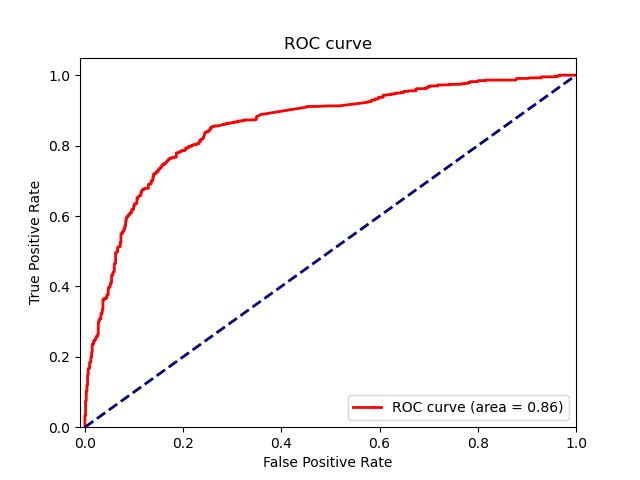 ROC curve
1.0
0.8
0.6
0.4
0.2
0.0
True Positive Rate
ROC curve (area = 0.86)
0.0 0.2 0.4 0.6 0.8 1.0
False Positive Rate